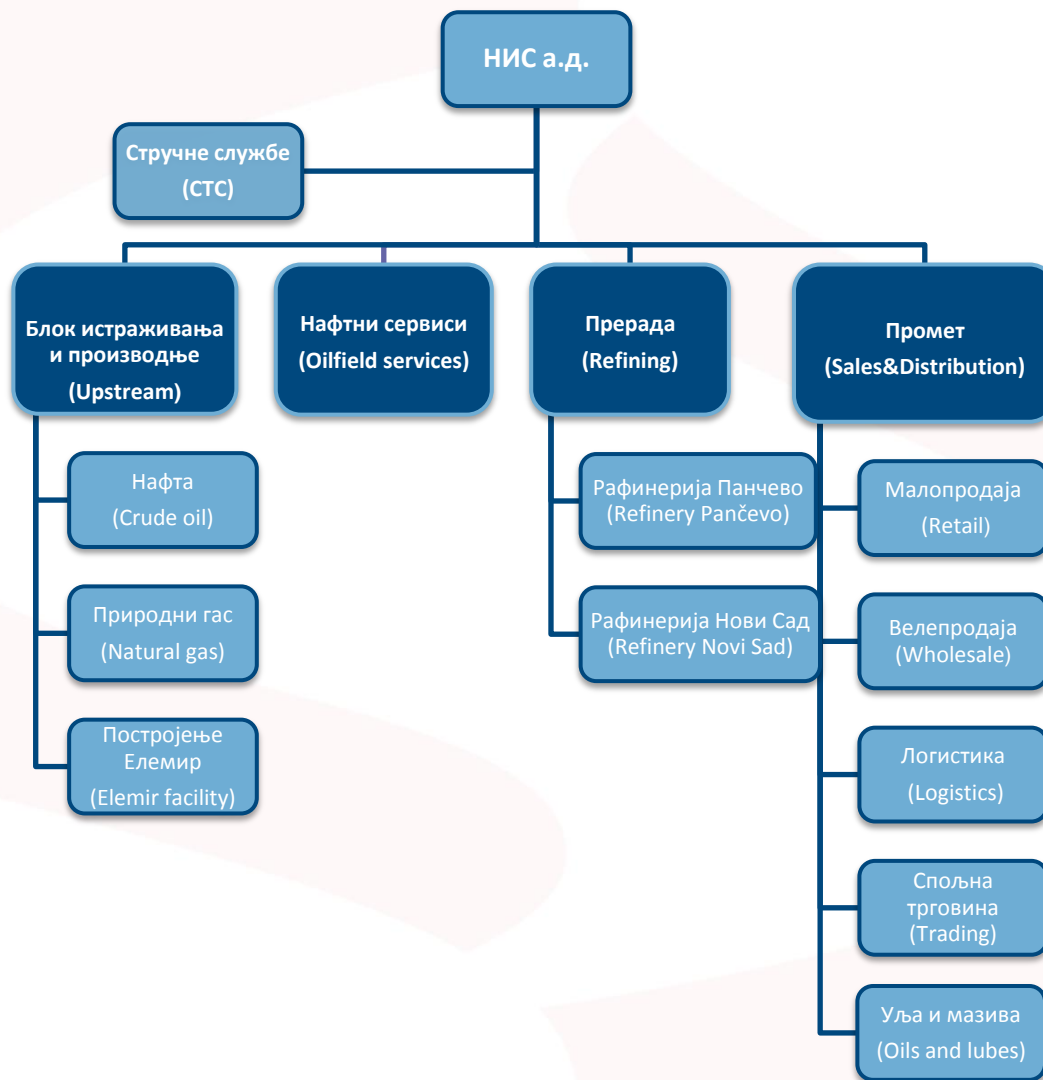 НИС а.д.
Стручне службе
(СТС)
Блок истраживања
и производње
(Upstream)
Нафтни сервиси
(Oilfield services)
Прерада
(Refining)
Промет
(Sales&Distribution)
Нафта
(Crude oil)
Природни гас
(Natural gas)
Постројење
Елемир
(Elemir facility)
Рафинерија Панчево
(Refinery Pančevo)
Рафинерија Нови Сад
(Refinery Novi Sad)
Малопродаја
(Retail)
Велепродаја
(Wholesale)
Логистика
(Logistics)
Спољна
трговина
(Trading)
Уља и мазива
(Oils and lubes)